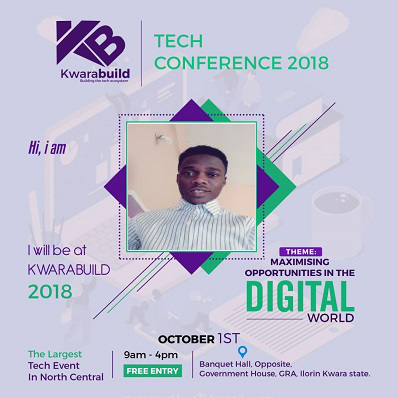 KB
Kwarabuild
Building the tech ecosystem
TECH
CONFERENCE 2018
Hi, i am
I will be at
KWARABUILD
2018
THEME:
MAXIMISING
OPPORTUNITIES IN THE
DIGITAL
WORLD
OCTOBER 1ST
The Largest
Tech Event
In North Central
9am - 4pm
FREE ENTRY
Banquet Hall, Opposite,
Government House, GRA, Ilorin Kwara state.